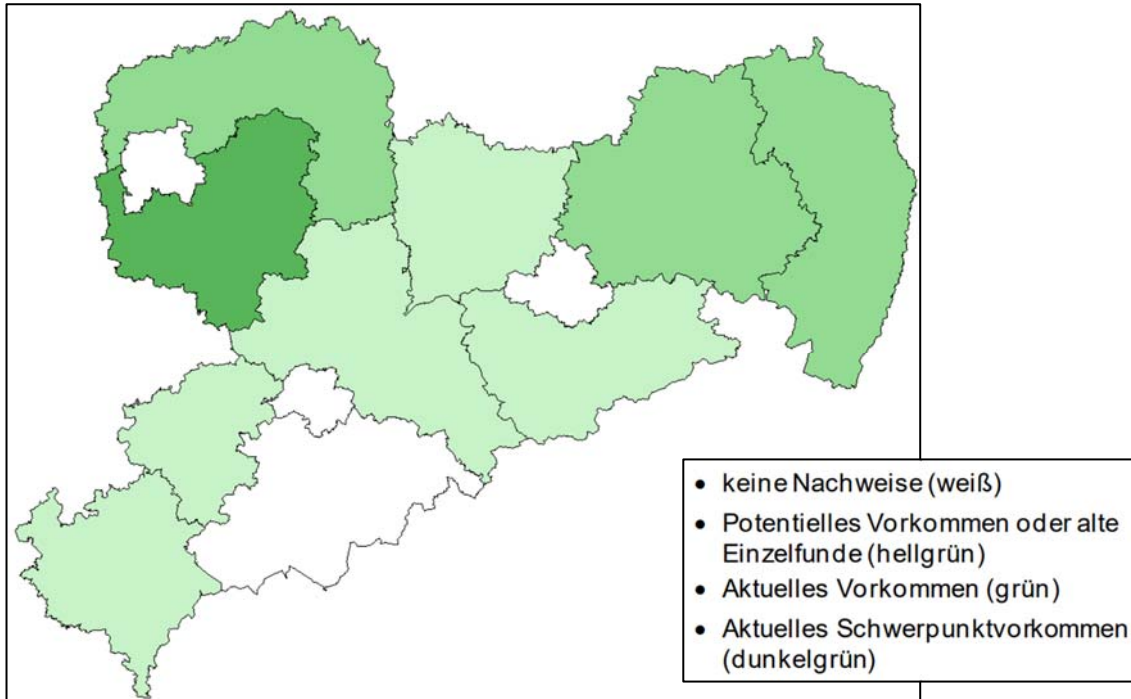 • keine Nachweise (weiß)
• Potentielles Vorkommen oder alte
Einzelfunde (hellgrün)
• Aktuelles Vorkommen (grün)
• Aktuelles Schwerpunktvorkommen
(dunkelgrün)